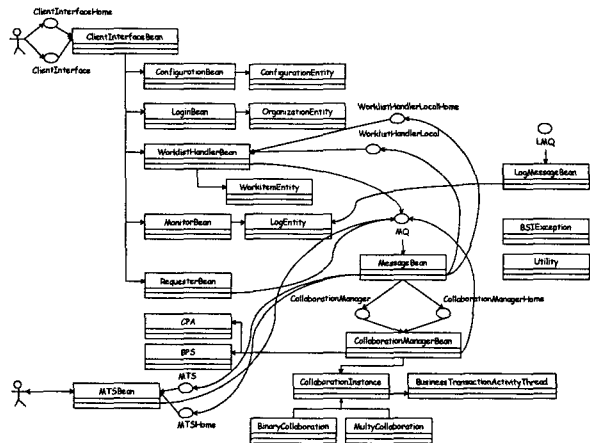 ClientInterfaceHome
ClientInterfaceBean
ClientInterface
ConfigurationBean
ConfigurationEntity
LoginBean
OrganizationEntity
WorklistHandlerLocalHome
WorklistHandlerBean
WorklistHandlerLocal
LMQ
LogMessageBean
WorkitemEntity
MonitorBean
LogEntity
MQ
BSIException
MessageBean
Utility
RequesterBean
CollaborationManager
CollaborationManagerHome
CPA
CollaborationManagerBean
BPS
MTS
MTSBean
CollaborationInstance
BusinessTransactionActivityThread
MTSHome
BinaryCollaboration
MultyCollaboration